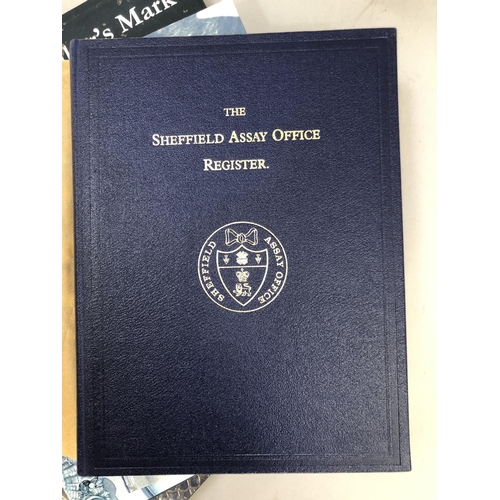 's Mark
THE
SHEFFIELD ASSAY OFFICE
REGISTER.
SHEFFIELD ASSAY OFFICE